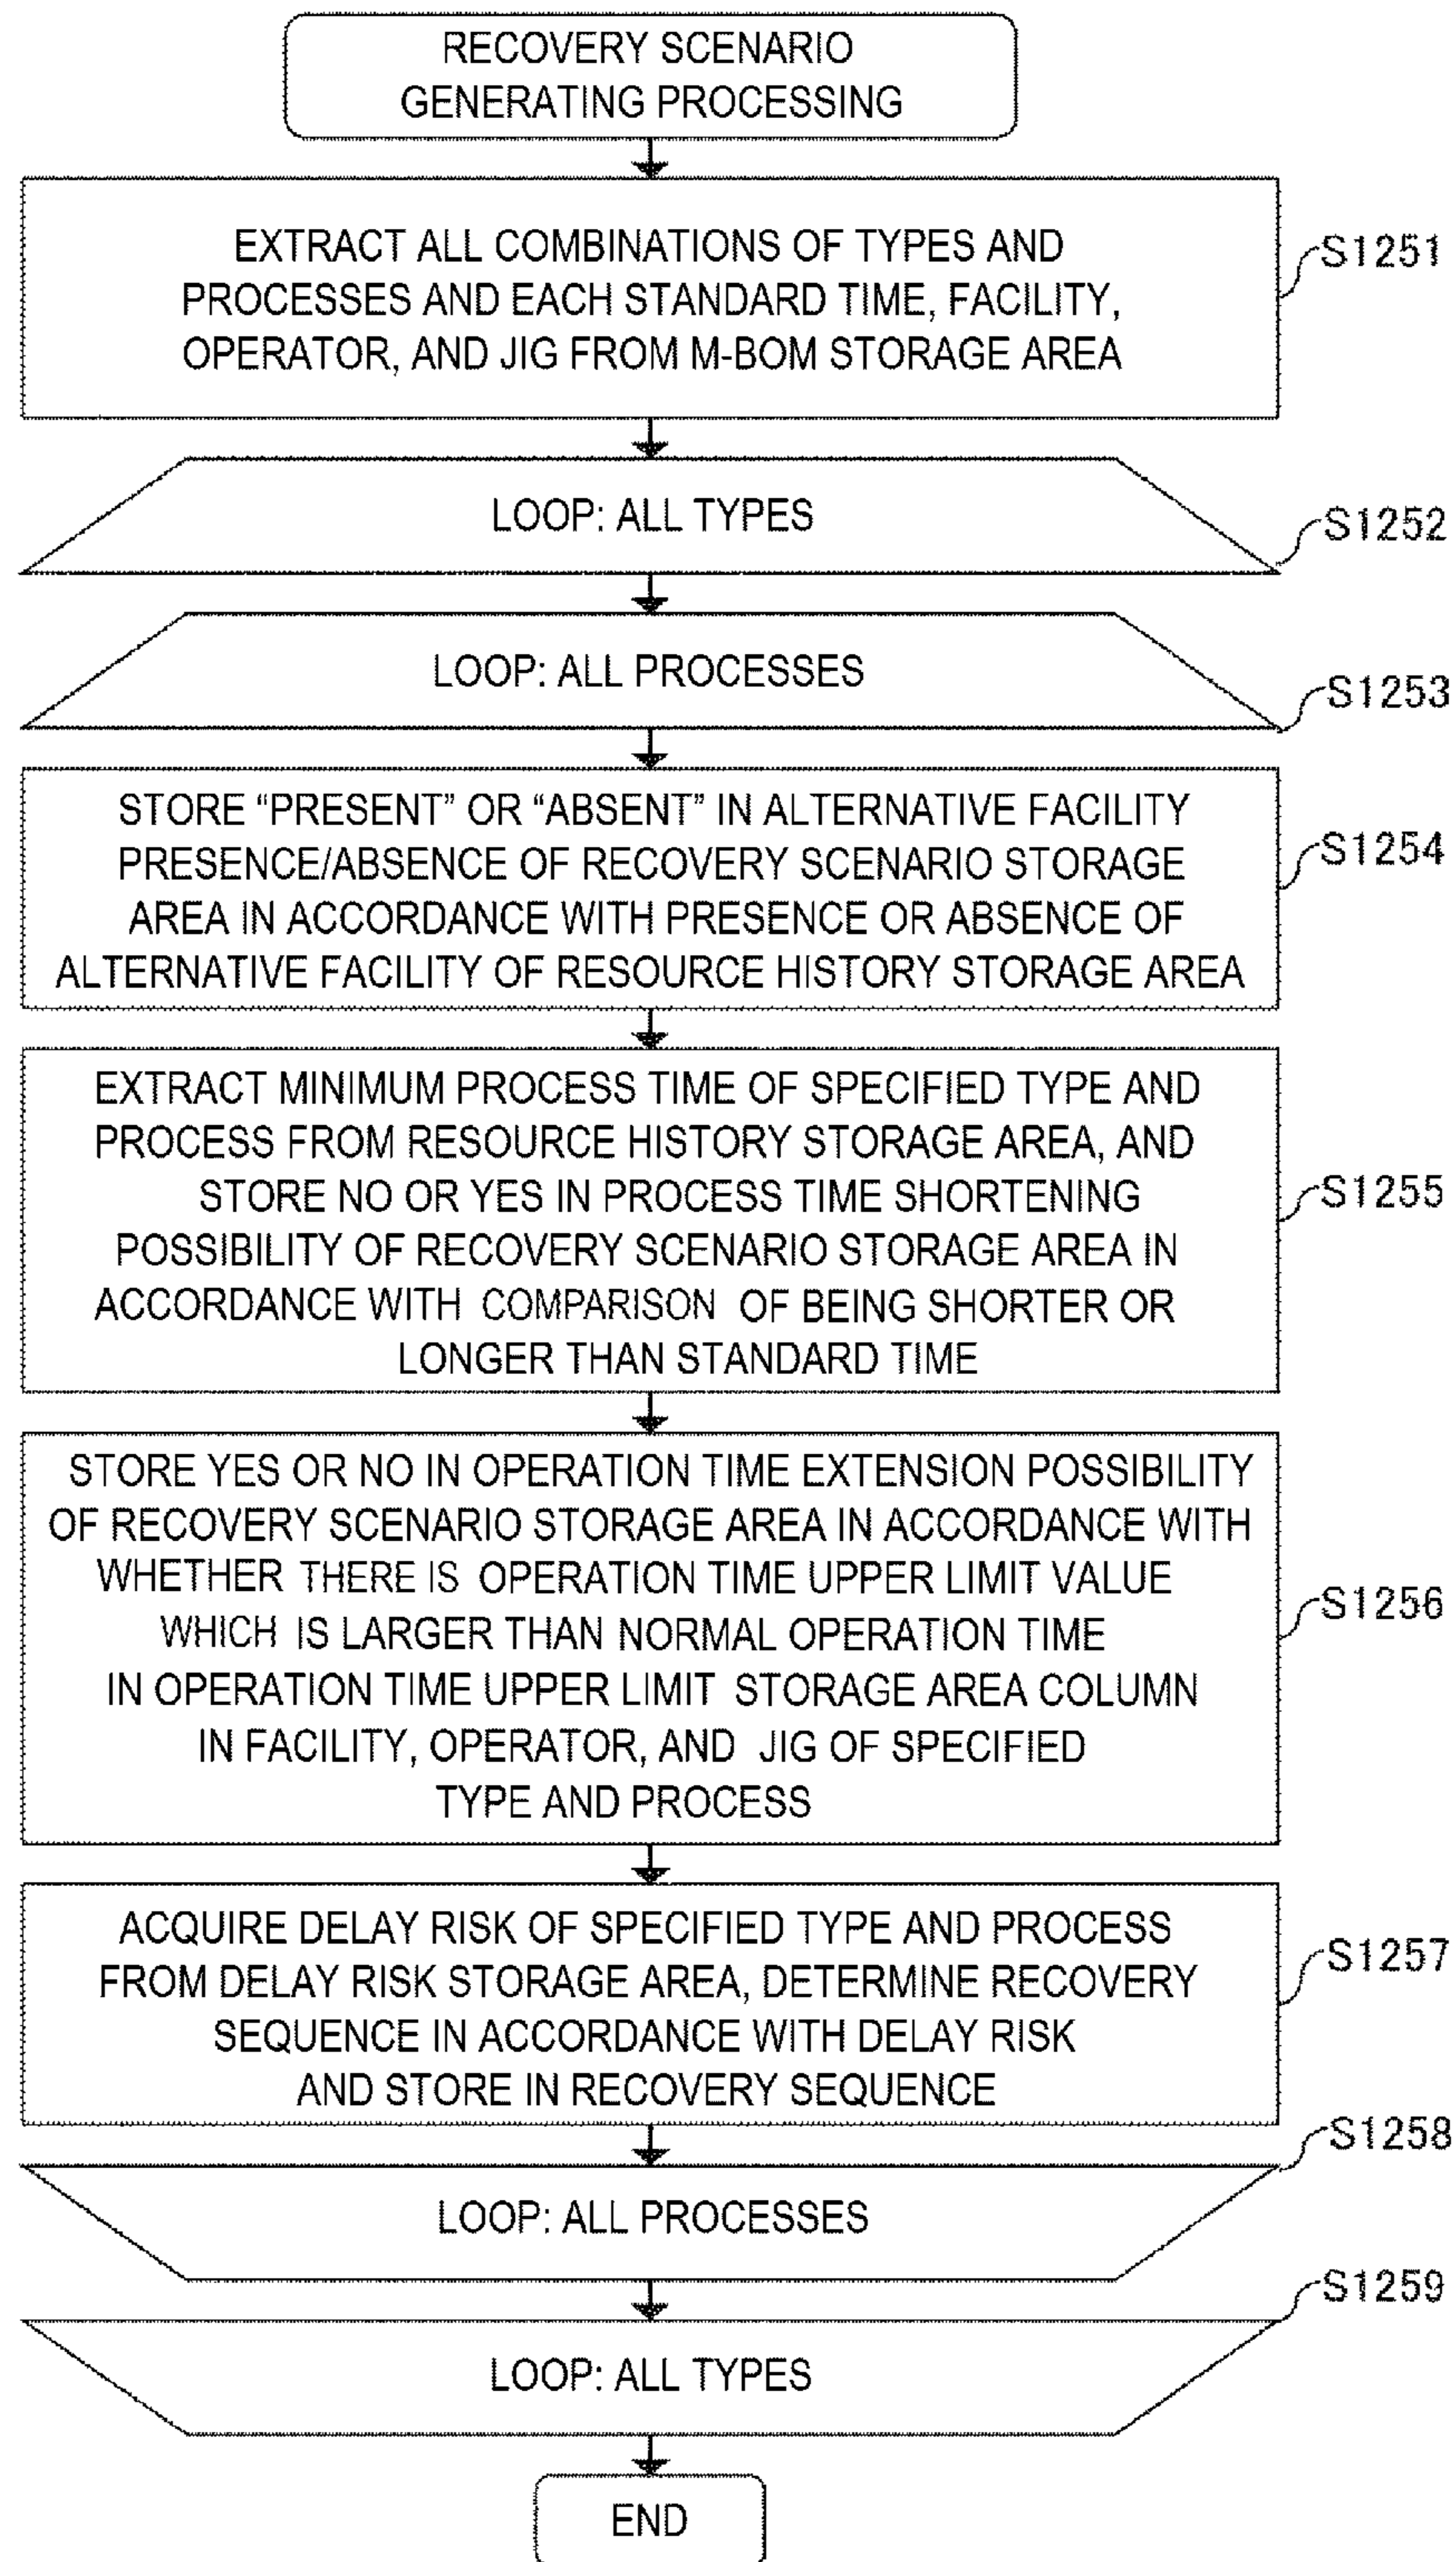 RECOVERY SCENARIO
GENERATING PROCESSING
EXTRACT ALL COMBINATIONS OF TYPES AND
PROCESSES AND EACH STANDARD TIME, FACILITY,
OPERATOR, AND JIG FROM M-BOM STORAGE AREA
S1251
LOOP: ALL TYPES
S1252
LOOP: ALL PROCESSES
S1253
STORE “PRESENT” OR “ABSENT” IN ALTERNATIVE FACILITY
PRESENCE/ABSENCE OF RECOVERY SCENARIO STORAGE
AREA IN ACCORDANCE WITH PRESENCE OR ABSENCE OF
ALTERNATIVE FACILITY OF RESOURCE HISTORY STORAGE AREA
S1254
EXTRACT MINIMUM PROCESS TIME OF SPECIFIED TYPE AND
PROCESS FROM RESOURCE HISTORY STORAGE AREA, AND
STORE NO OR YES IN PROCESS TIME SHORTENING
POSSIBILITY OF RECOVERY SCENARIO STORAGE AREA IN
ACCORDANCE WITH COMPARISON OF BEING SHORTER OR
LONGER THAN STANDARD TIME
S1255
STORE YES OR NO IN OPERATION TIME EXTENSION POSSIBILITY
OF RECOVERY SCENARIO STORAGE AREA IN ACCORDANCE WITH
WHETHER THERE IS OPERATION TIME UPPER LIMIT VALUE
WHICH IS LARGER THAN NORMAL OPERATION TIME
IN OPERATION TIME UPPER LIMIT STORAGE AREA COLUMN
IN FACILITY, OPERATOR, AND JIG OF SPECIFIED
TYPE AND PROCESS
S1256
ACQUIRE DELAY RISK OF SPECIFIED TYPE AND PROCESS
FROM DELAY RISK STORAGE AREA, DETERMINE RECOVERY
SEQUENCE IN ACCORDANCE WITH DELAY RISK
AND STORE IN RECOVERY SEQUENCE
S1257
LOOP: ALL PROCESSES
S1258
LOOP: ALL TYPES
S1259
END